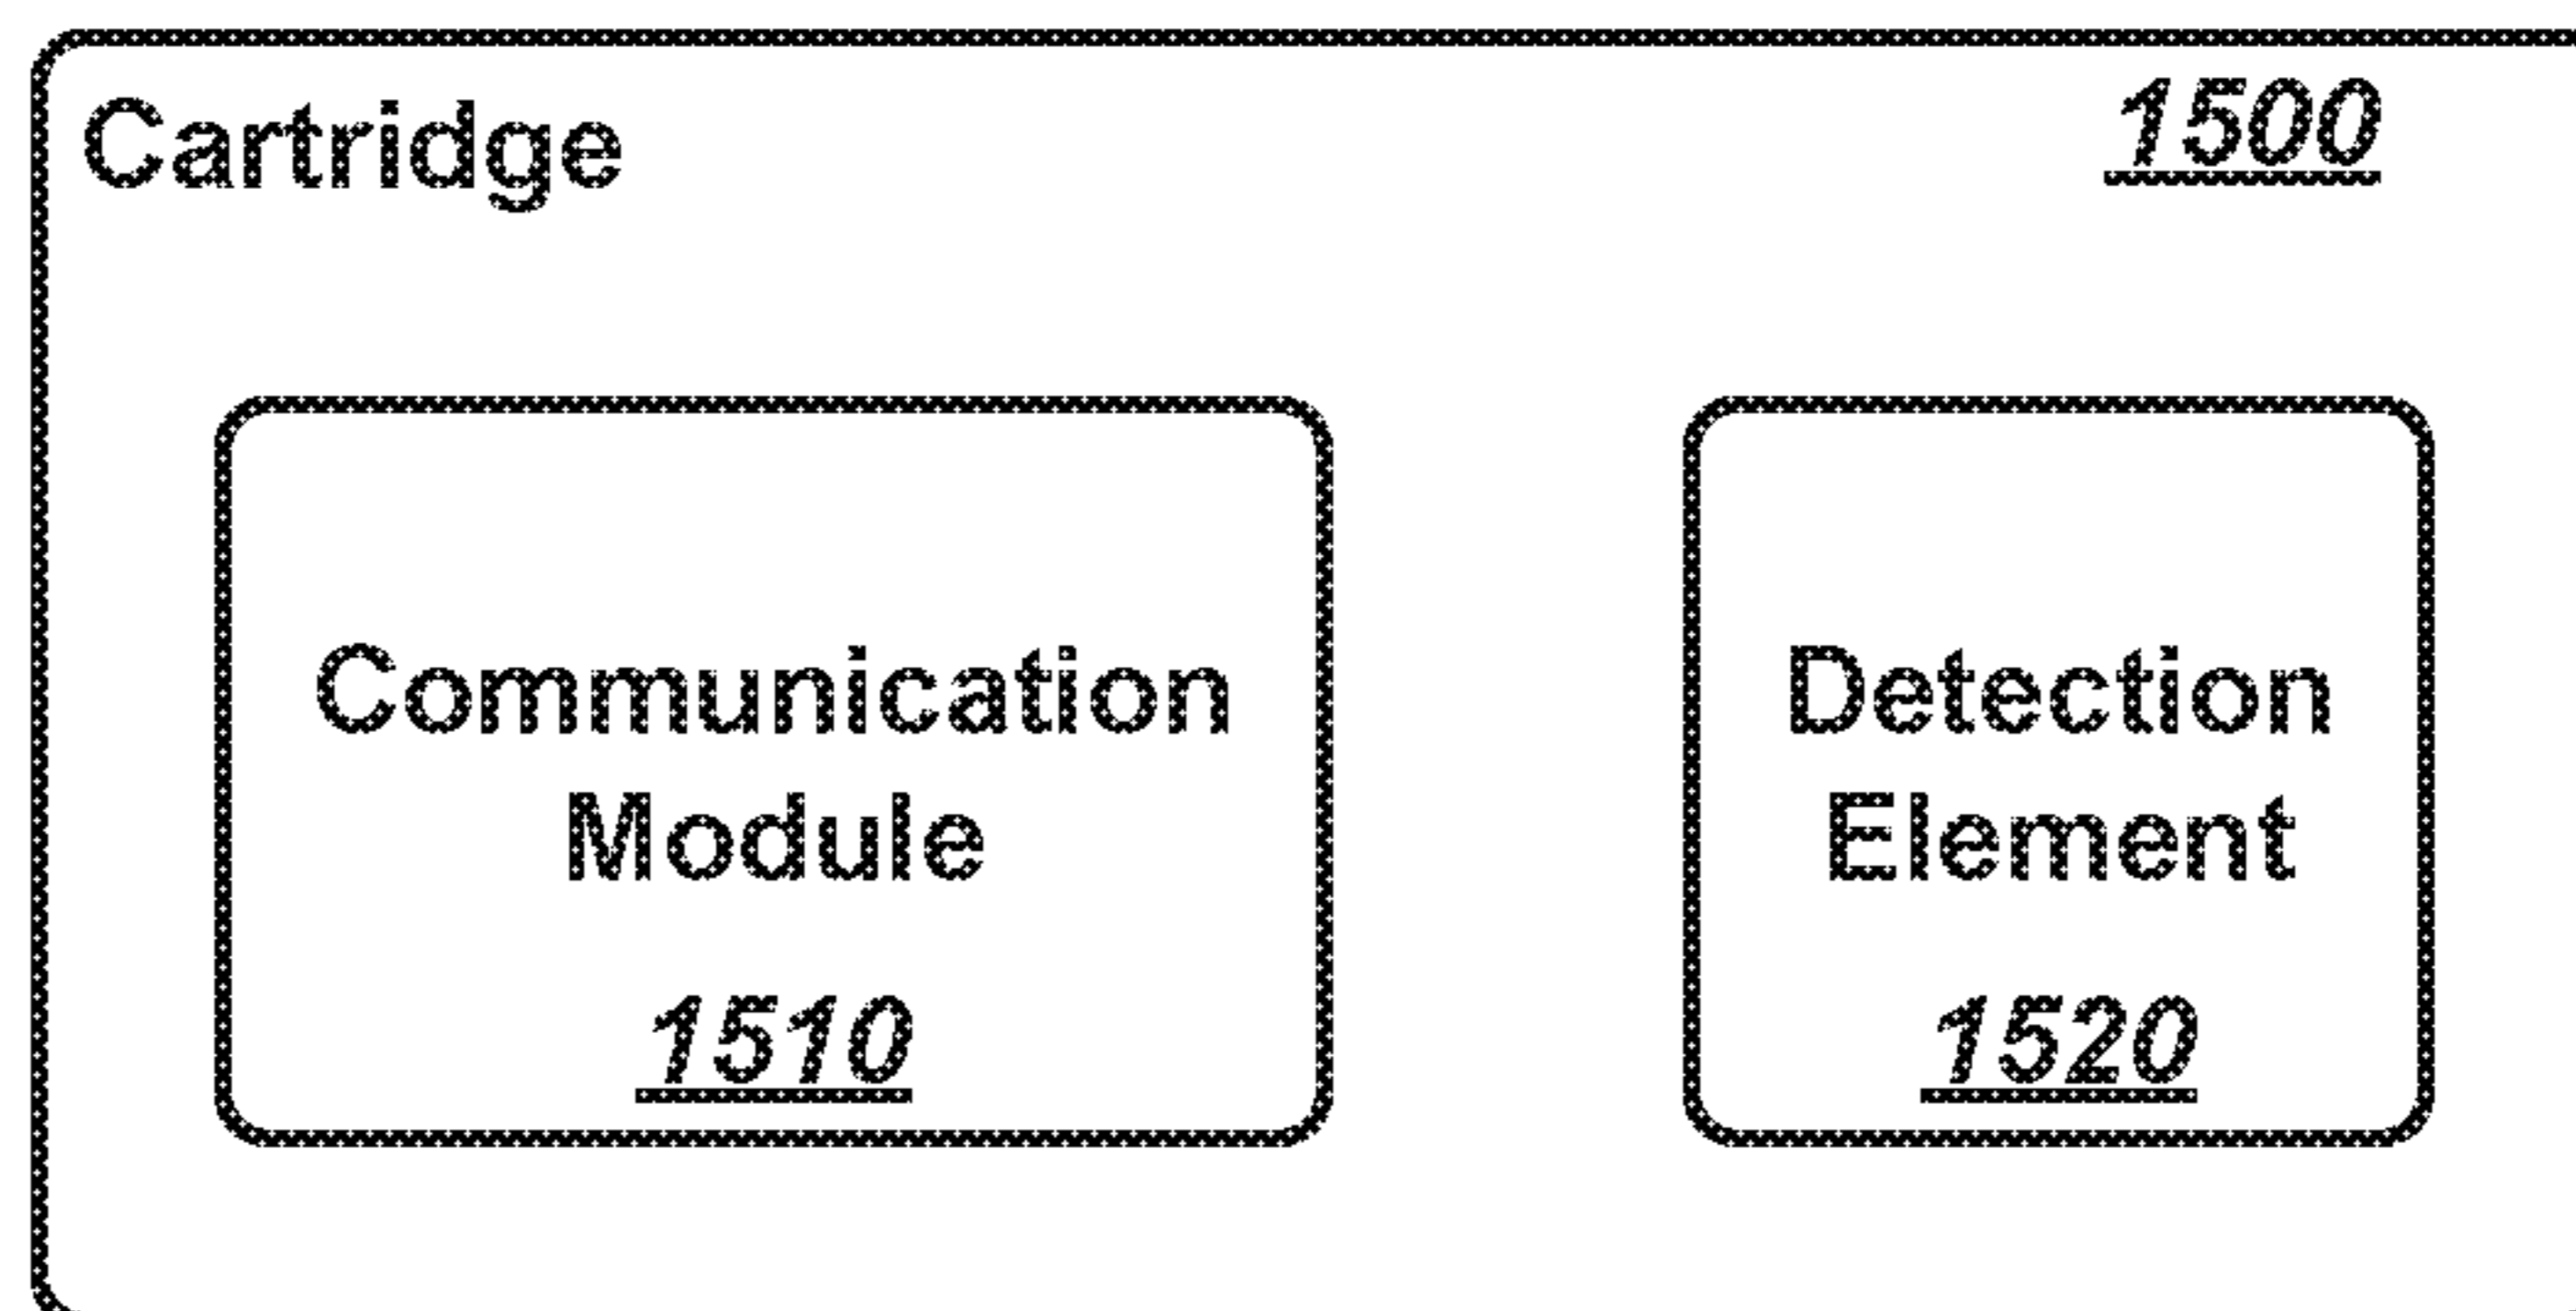 Cartridge
1500
Communication
Module
1510
Detection
Element
1520